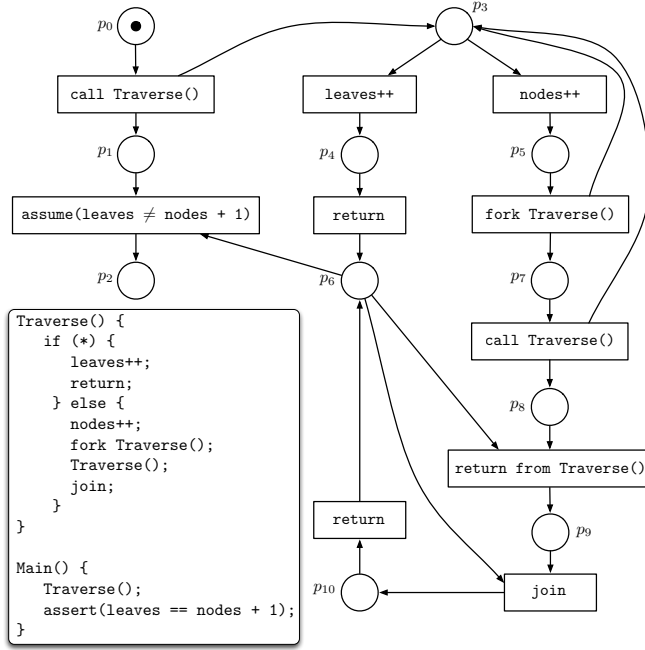 p0
p3
call Traverse()
leaves++
nodes++
p1
p4
p5
assume(leaves ≠ nodes + 1)
return
fork Traverse()
p2
p6
p7
call Traverse()
p8
return from Traverse()
return
p9
p10
join
Traverse() {
if (*) {
leaves++;
return;
} else {
nodes++;
fork Traverse();
Traverse();
join;
}
}
Main() {
Traverse();
assert(leaves == nodes + 1);
}